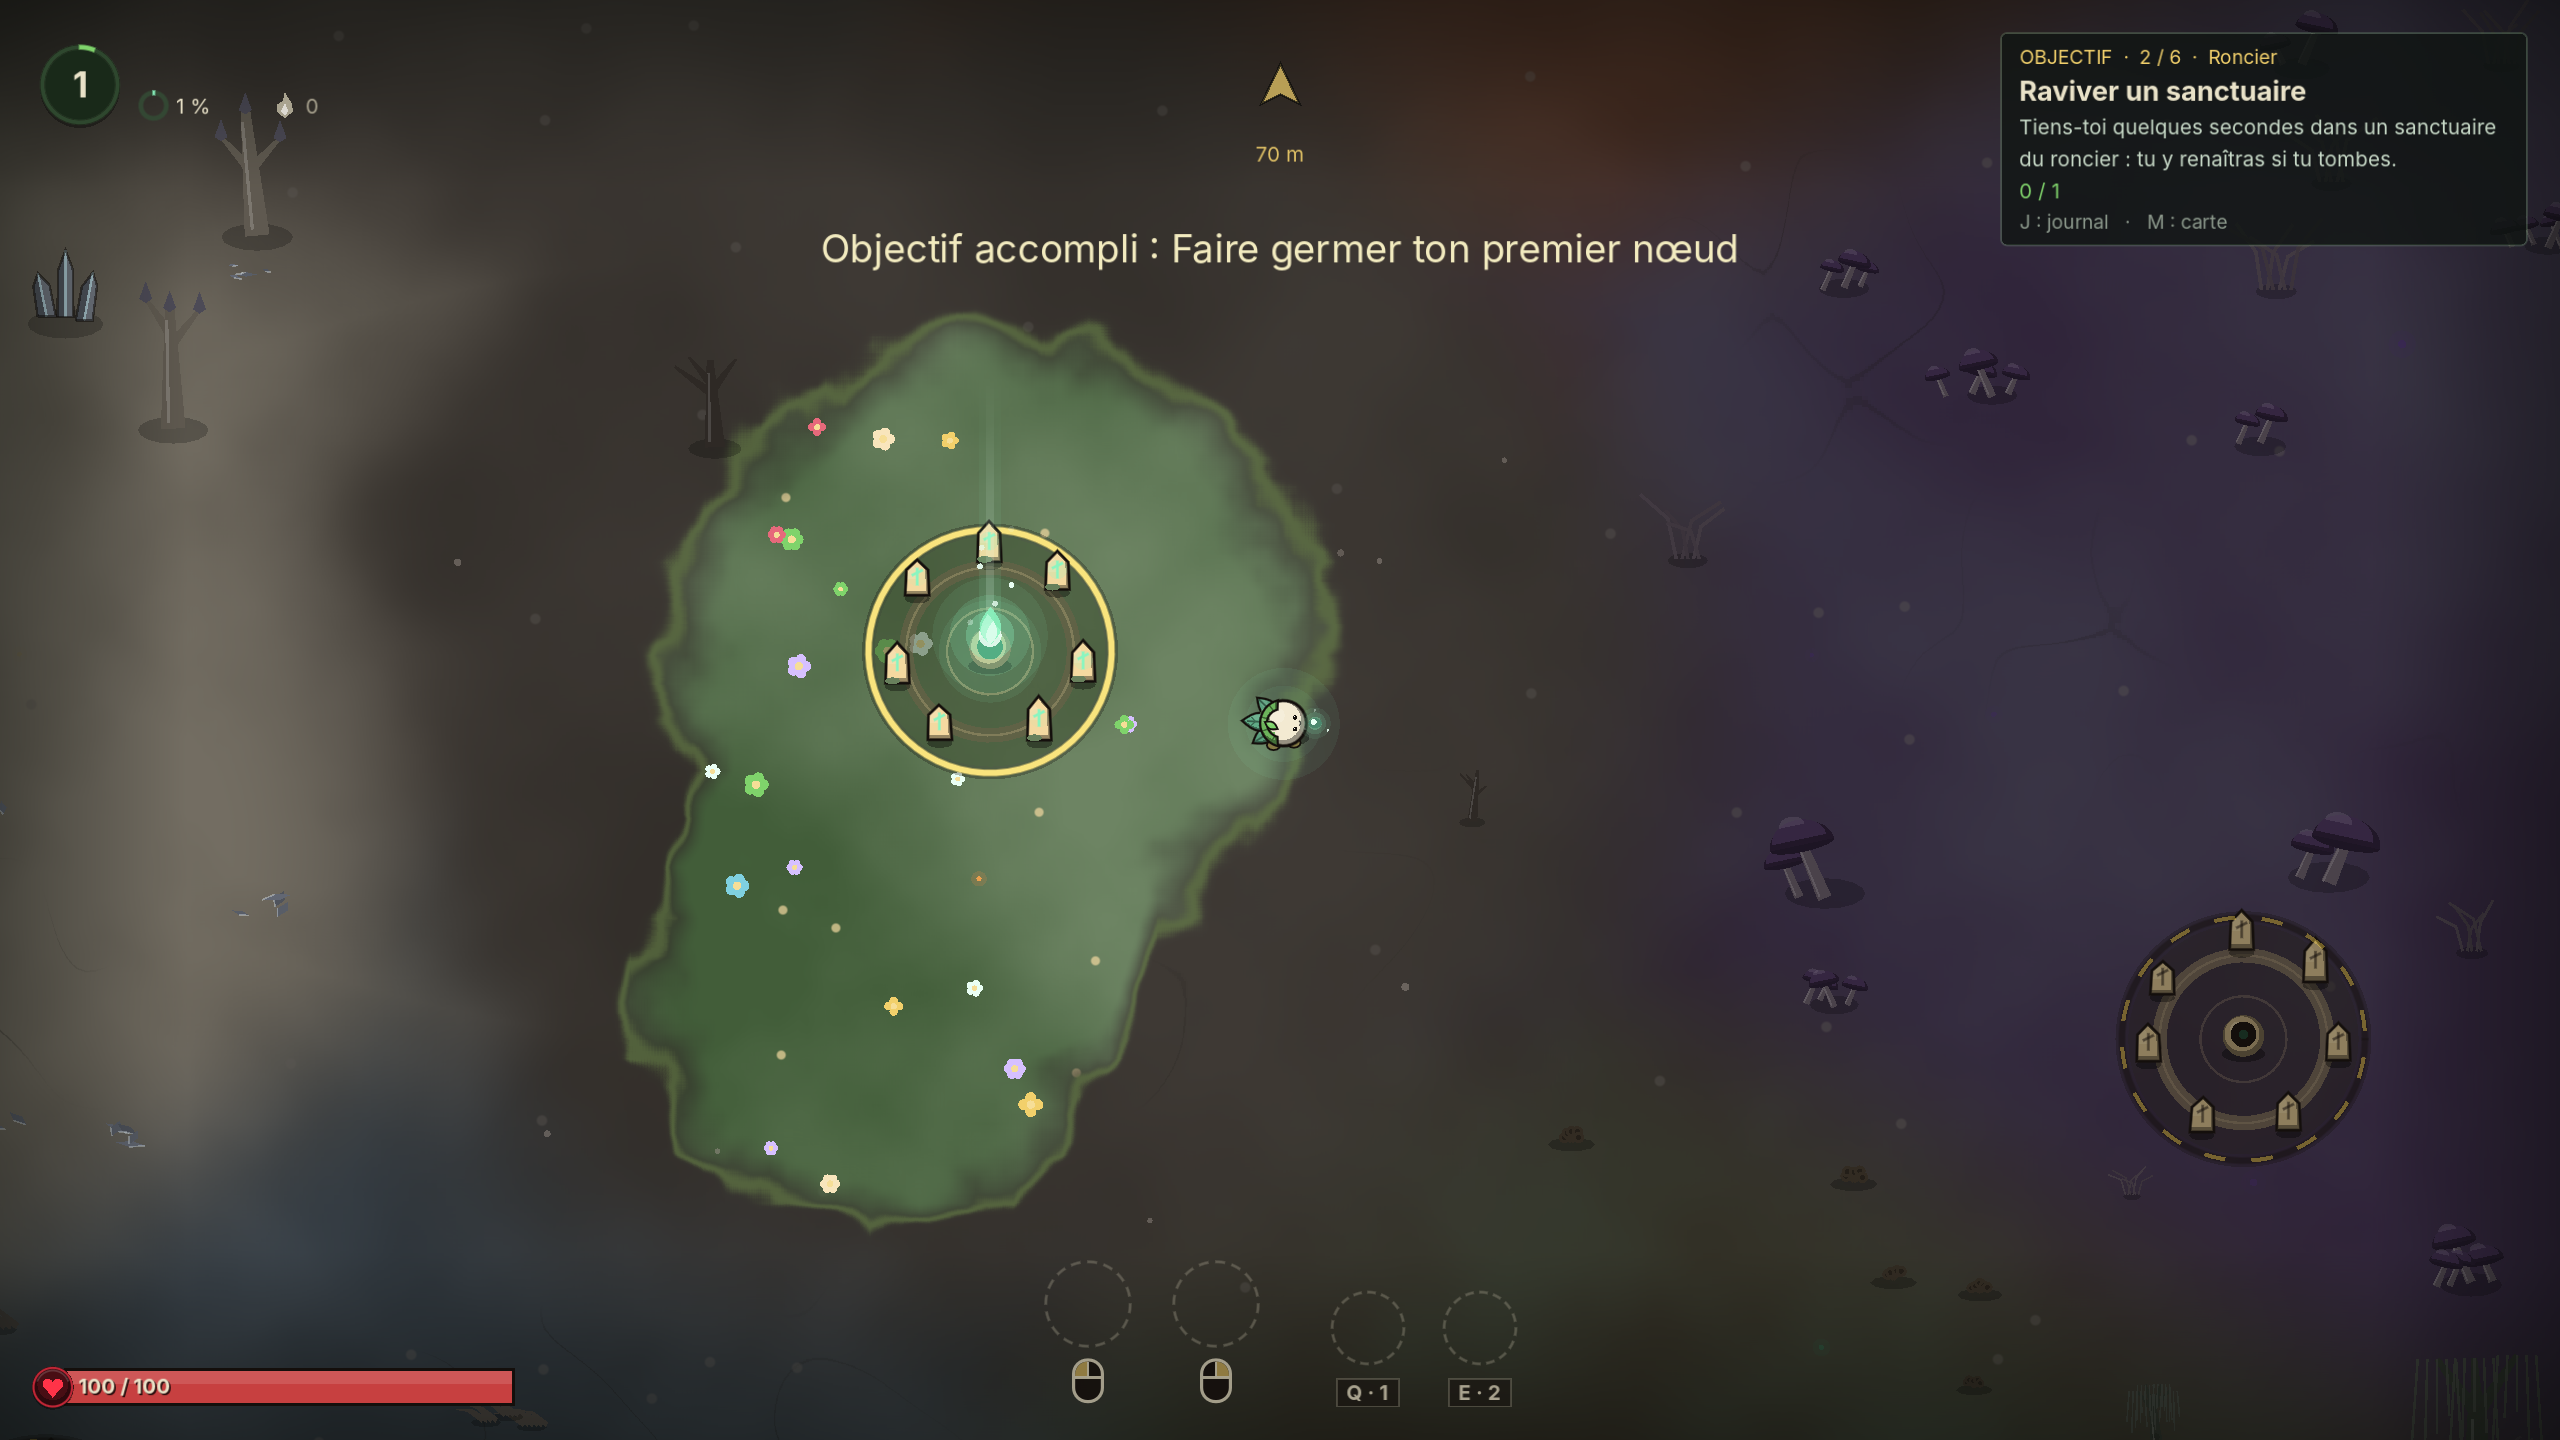 1
1 %
0
70 m
OBJECTIF · 2 / 6 · Roncier
Raviver un sanctuaire
Tiens-toi quelques secondes dans un sanctuaire
du roncier : tu y renaîtras si tu tombes.
0 / 1
J : journal · M : carte
Objectif accompli : Faire germer ton premier nœud
100 / 100
Q · 1
E · 2